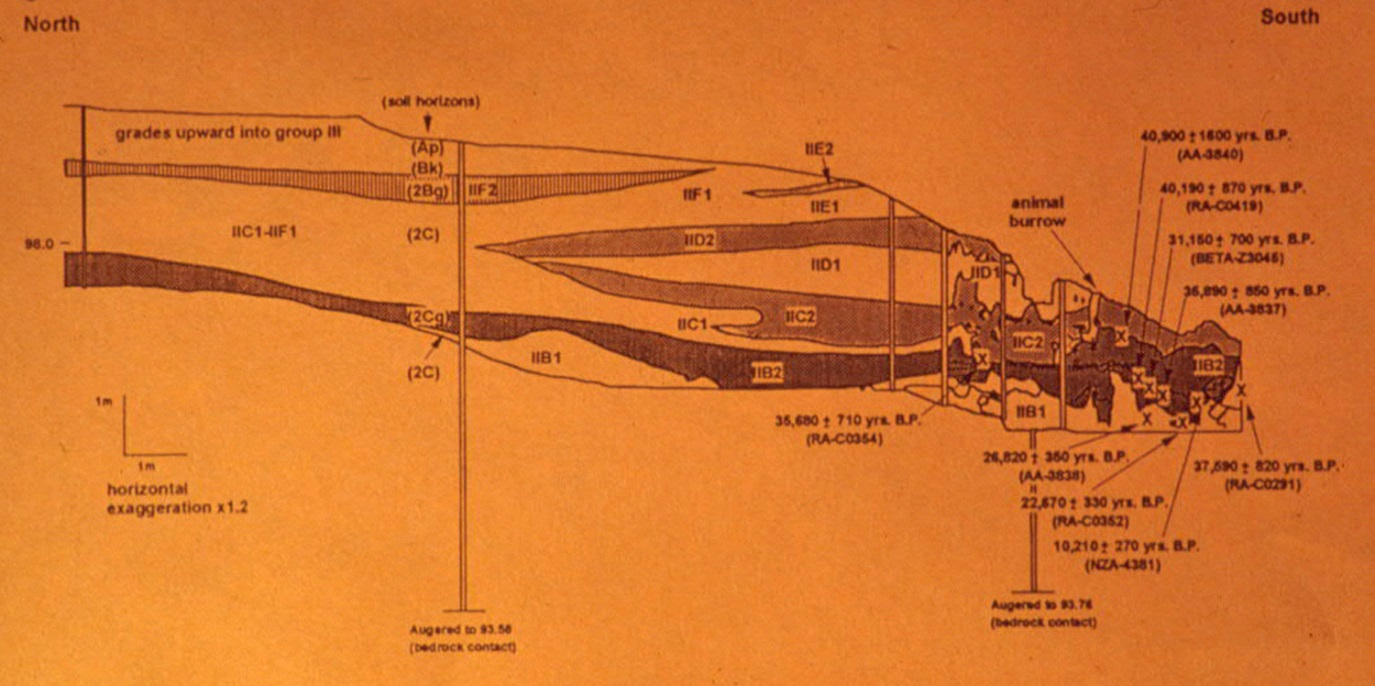 North
South
(soil horizons)
grades upward into group III
(Ap)
(Bk)
(2Bg)
IIF2
IIE2
IIF1
IIE1
40,900 ± 1600 yrs. B.P.
(AA-3840)
40,190 ± 870 yrs. B.P.
(RA-C0419)
animal
burrow
31,150 ± 700 yrs. B.P.
(BETA-Z3045)
36,890 ± 850 yrs. B.P.
(AA-3837)
98.0
IIC1-IIF1
(2C)
IID2
IID1
IID1
(2Cg)
IIC1
IIC2
IIC2
X
(2C)
IIB1
IIB2
X
IIB2
X
X
X
X
X
X
X
IIB1
1m
1m
horizontal
exaggeration x1.2
35,680 ± 710 yrs. B.P.
(RA-C0354)
26,820 ± 350 yrs. B.P.
(AA-3838)
37,590 ± 820 yrs. B.P.
(RA-C0291)
22,670 ± 330 yrs. B.P.
(RA-C0352)
10,210 ± 270 yrs. B.P.
(NZA-4381)
Augered to 93.58
(bedrock contact)
Augered to 93.76
(bedrock contact)